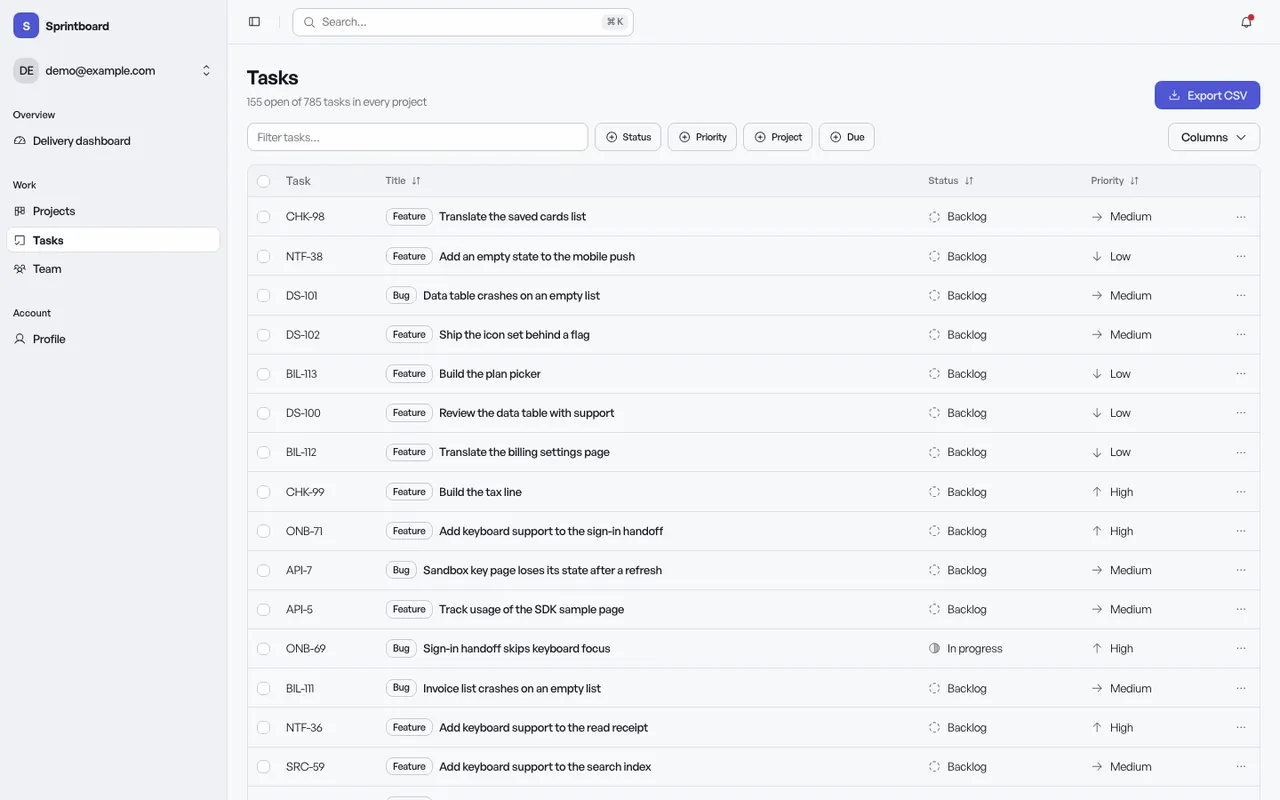 S Sprintboard
DE demo@example.com
Overview
Delivery dashboard
Work
Projects
Tasks
Team
Account
Profile
Search... ⌘ K
Tasks
155 open of 785 tasks in every project
Export CSV
Filter tasks... Status Priority Project Due Columns
Task Title Status Priority
CHK-98 Feature Translate the saved cards list Backlog Medium
NTF-38 Feature Add an empty state to the mobile push Backlog Low
DS-101 Bug Data table crashes on an empty list Backlog Medium
DS-102 Feature Ship the icon set behind a flag Backlog Medium
BIL-113 Feature Build the plan picker Backlog Low
DS-100 Feature Review the data table with support Backlog Low
BIL-112 Feature Translate the billing settings page Backlog Low
CHK-99 Feature Build the tax line Backlog High
ONB-71 Feature Add keyboard support to the sign-in handoff Backlog High
API-7 Bug Sandbox key page loses its state after a refresh Backlog Medium
API-5 Feature Track usage of the SDK sample page Backlog Medium
ONB-69 Bug Sign-in handoff skips keyboard focus In progress High
BIL-111 Bug Invoice list crashes on an empty list Backlog Medium
NTF-36 Feature Add keyboard support to the read receipt Backlog High
SRC-59 Feature Add keyboard support to the search index Backlog Medium